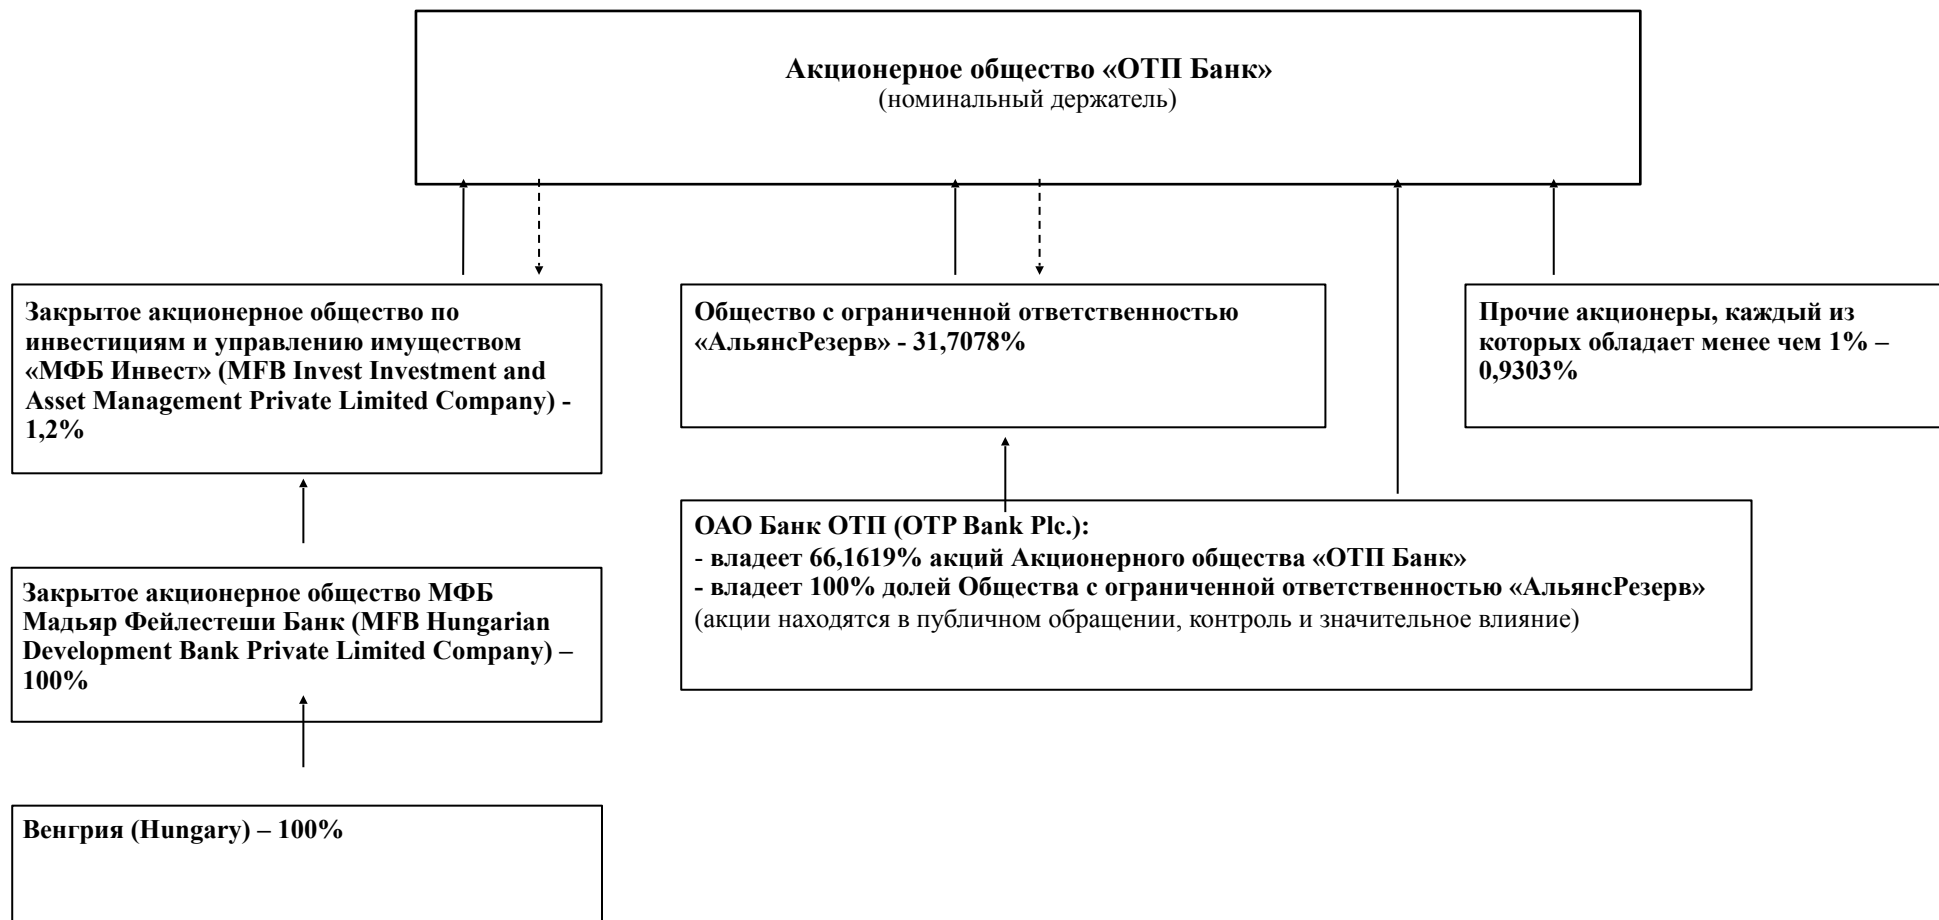 Акционерное общество «ОТП Банк»
(номинальный держатель)
Закрытое акционерное общество по
инвестициям и управлению имуществом
«МФБ Инвест» (MFB Invest Investment and
Asset Management Private Limited Company) -
1,2%
Общество с ограниченной ответственностью
«АльянсРезерв» - 31,7078%
Прочие акционеры, каждый из
которых обладает менее чем 1% –
0,9303%
ОАО Банк ОТП (OTP Bank Plc.):
- владеет 66,1619% акций Акционерного общества «ОТП Банк»
- владеет 100% долей Общества с ограниченной ответственностью «АльянсРезерв»
(акции находятся в публичном обращении, контроль и значительное влияние)
Закрытое акционерное общество МФБ
Мадьяр Фейлестеши Банк (MFB Hungarian
Development Bank Private Limited Company) –
100%
Венгрия (Hungary) – 100%